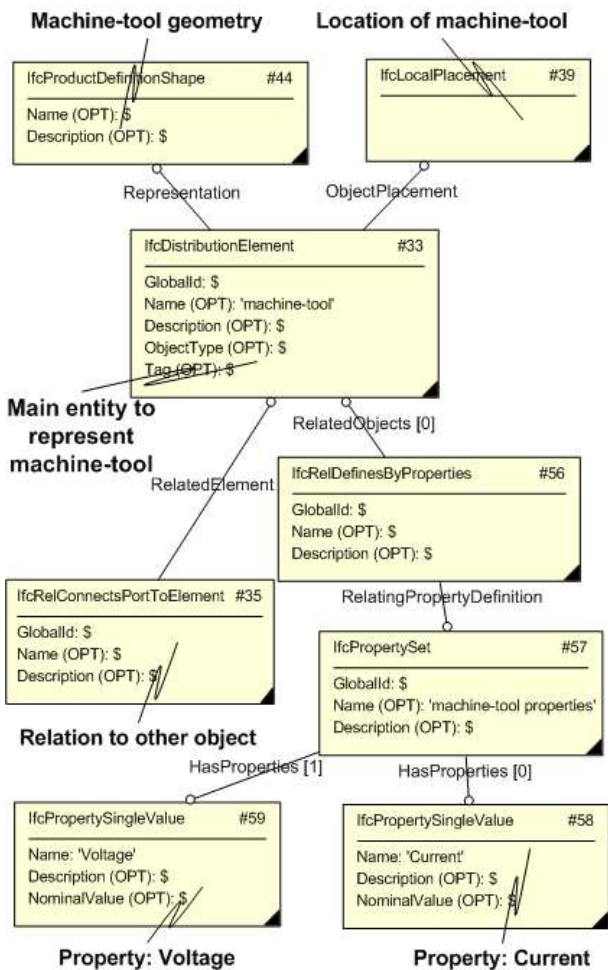 Machine-tool geometry
Location of machine-tool
IfcProductDefinitionShape #44
Name (OPT): $
Description (OPT): $
IfcLocalPlacement #39
Representation
ObjectPlacement
IfcDistributionElement #33
GlobalId: $
Name (OPT): 'machine-tool'
Description (OPT): $
ObjectType (OPT): $
Tag (OPT): $
Main entity to
represent
machine-tool
RelatedObjects [0]
RelatedElement
IfcRelDefinesByProperties #56
GlobalId: $
Name (OPT): $
Description (OPT): $
IfcRelConnectsPortToElement #35
GlobalId: $
Name (OPT): $
Description (OPT): $
RelatingPropertyDefinition
IfcPropertySet #57
GlobalId: $
Name (OPT): 'machine-tool properties'
Description (OPT): $
Relation to other object
HasProperties [1]
HasProperties [0]
IfcPropertySingleValue #59
Name: 'Voltage'
Description (OPT): $
NominalValue (OPT): $
IfcPropertySingleValue #58
Name: 'Current'
Description (OPT): $
NominalValue (OPT): $
Property: Voltage
Property: Current